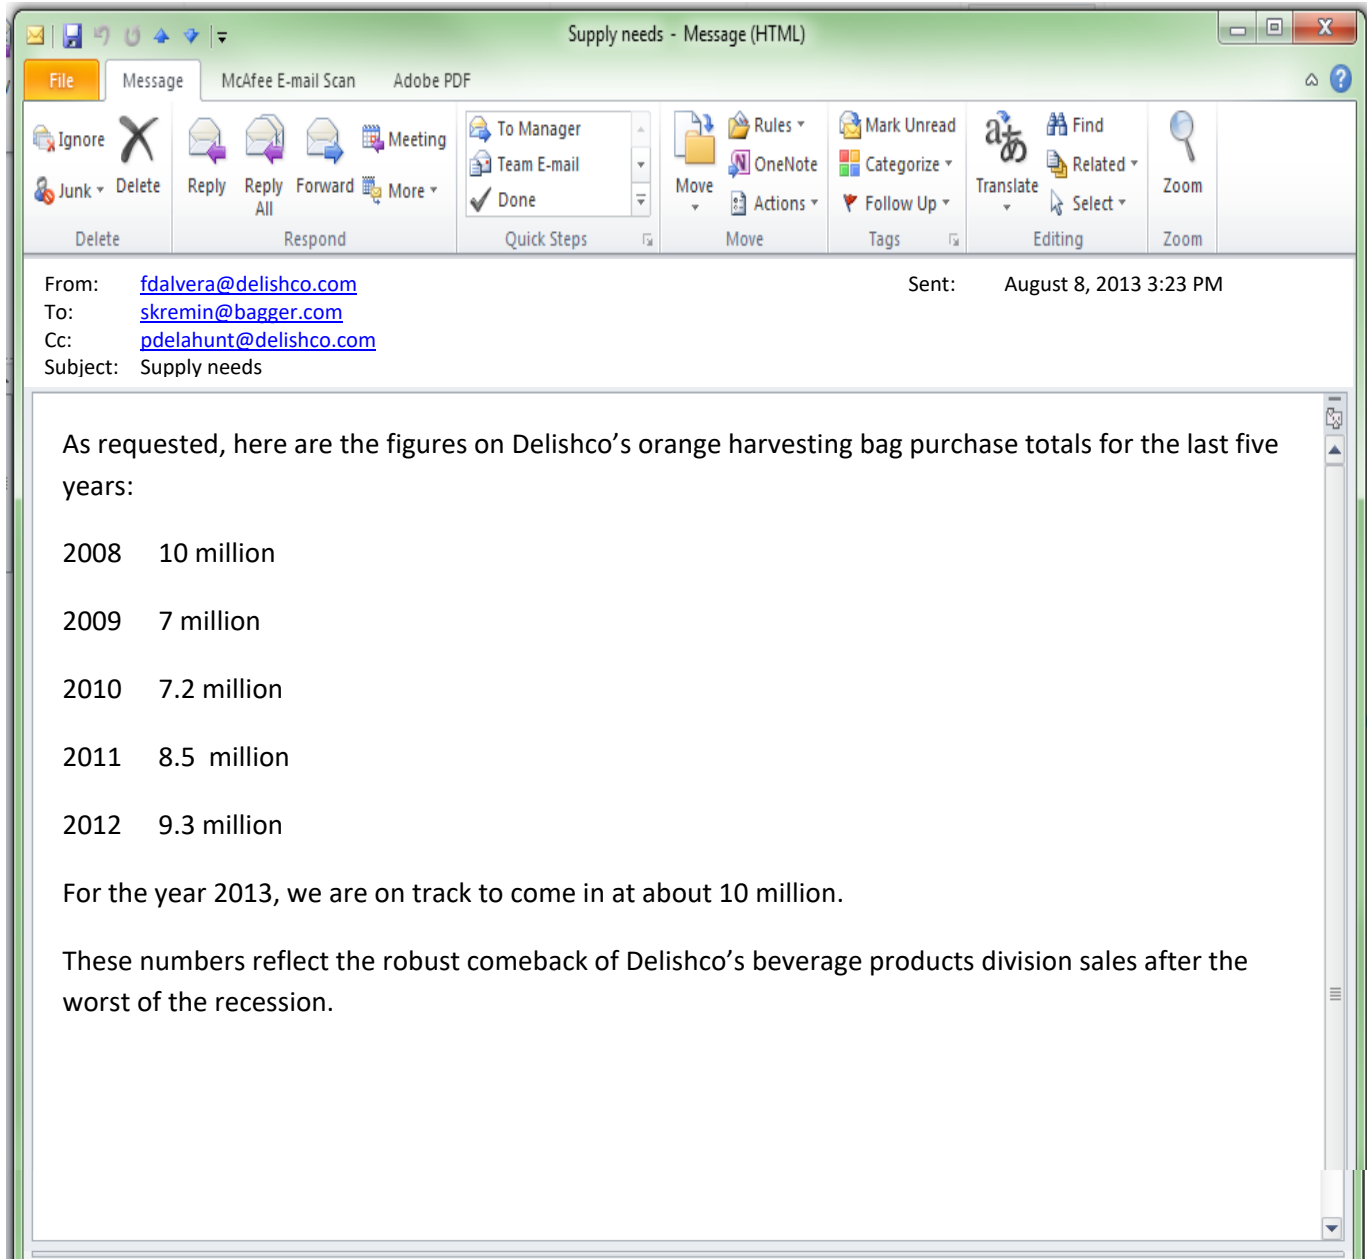 Supply needs - Message (HTML)
File Message McAfee E-mail Scan Adobe PDF
Ignore
Junk
Delete
Reply
Reply All
Forward
Meeting
More
To Manager
Team E-mail
Done
Move
Rules
OneNote
Actions
Mark Unread
Categorize
Follow Up
Translate
Find
Related
Select
Zoom
Delete Respond Quick Steps Move Tags Editing Zoom
From: fdalvera@delishco.com Sent: August 8, 2013 3:23 PM
To: skremin@bagger.com
Cc: pdelahunt@delishco.com
Subject: Supply needs
As requested, here are the figures on Delishco’s orange harvesting bag purchase totals for the last five
years:
2008 10 million
2009 7 million
2010 7.2 million
2011 8.5 million
2012 9.3 million
For the year 2013, we are on track to come in at about 10 million.
These numbers reflect the robust comeback of Delishco’s beverage products division sales after the
worst of the recession.